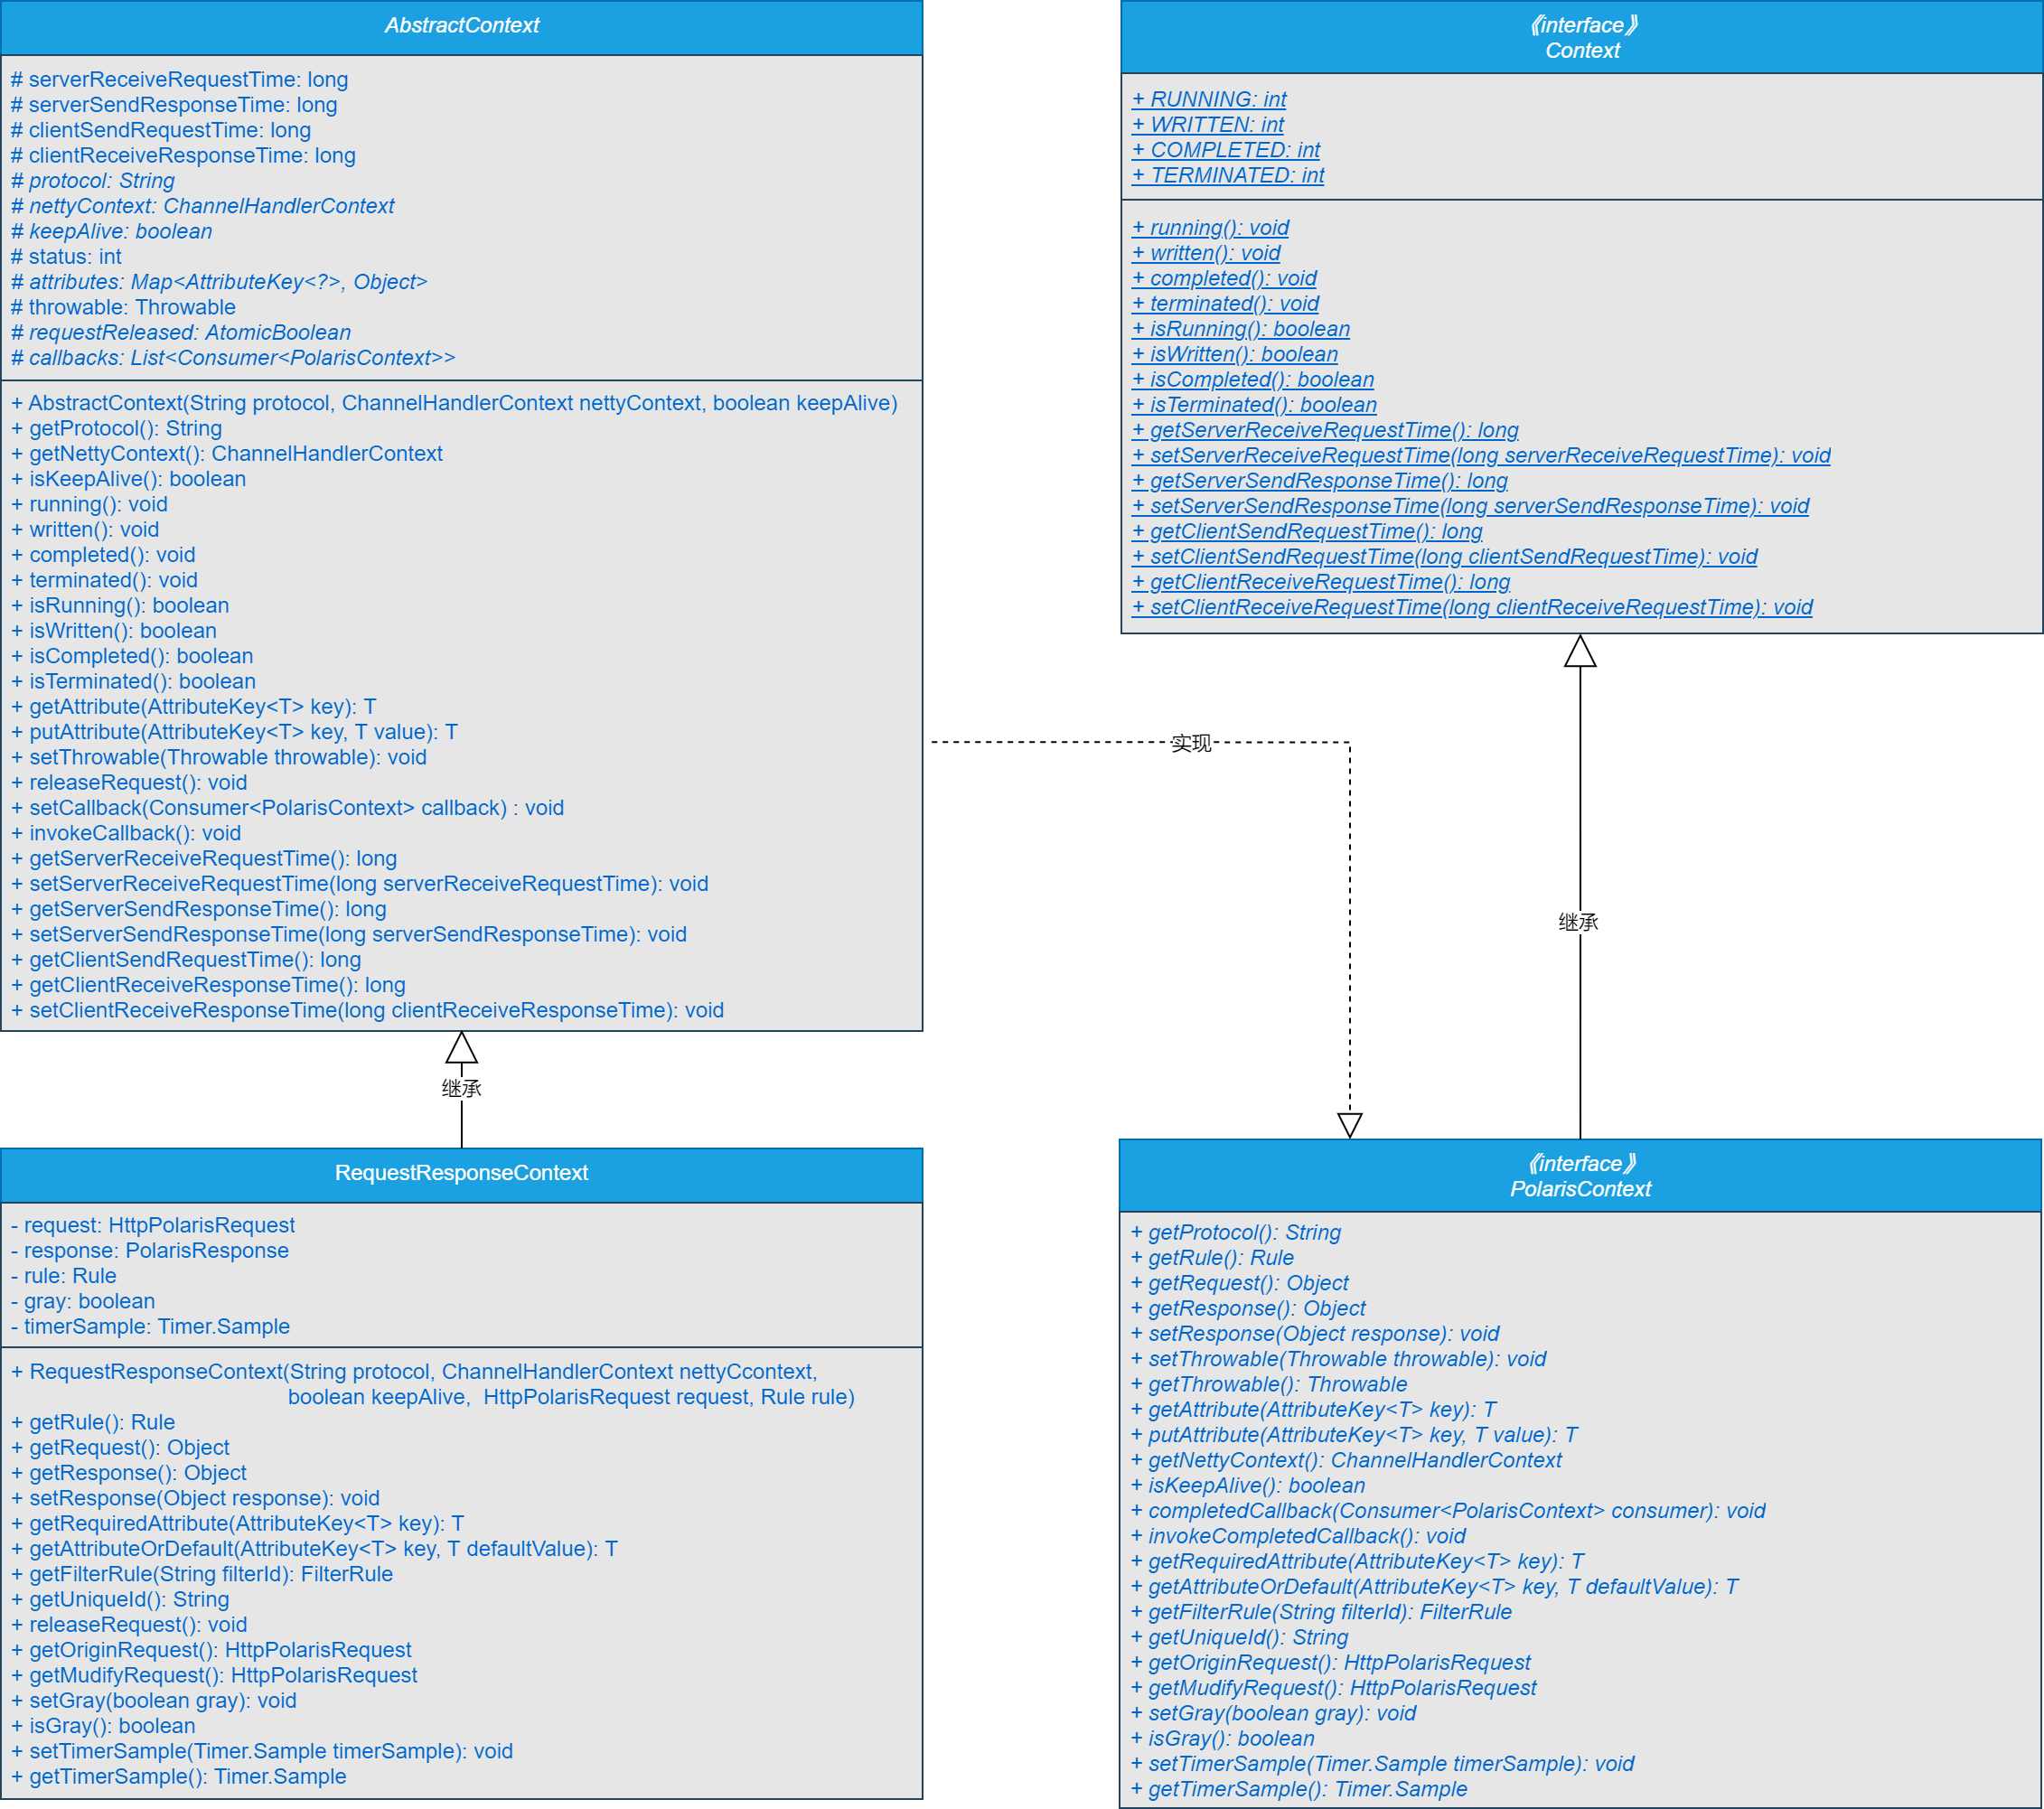 AbstractContext
# serverReceiveRequestTime: long
# serverSendResponseTime: long
# clientSendRequestTime: long
# clientReceiveResponseTime: long
# protocol: String
# nettyContext: ChannelHandlerContext
# keepAlive: boolean
# status: int
# attributes: Map<AttributeKey<?>, Object>
# throwable: Throwable
# requestReleased: AtomicBoolean
# callbacks: List<Consumer<PolarisContext>>
+ AbstractContext(String protocol, ChannelHandlerContext nettyContext, boolean keepAlive)
+ getProtocol(): String
+ getNettyContext(): ChannelHandlerContext
+ isKeepAlive(): boolean
+ running(): void
+ written(): void
+ completed(): void
+ terminated(): void
+ isRunning(): boolean
+ isWritten(): boolean
+ isCompleted(): boolean
+ isTerminated(): boolean
+ getAttribute(AttributeKey<T> key): T
+ putAttribute(AttributeKey<T> key, T value): T
+ setThrowable(Throwable throwable): void
+ releaseRequest(): void
+ setCallback(Consumer<PolarisContext> callback) : void
+ invokeCallback(): void
+ getServerReceiveRequestTime(): long
+ setServerReceiveRequestTime(long serverReceiveRequestTime): void
+ getServerSendResponseTime(): long
+ setServerSendResponseTime(long serverSendResponseTime): void
+ getClientSendRequestTime(): long
+ getClientReceiveResponseTime(): long
+ setClientReceiveResponseTime(long clientReceiveResponseTime): void
《interface》
Context
+ RUNNING: int
+ WRITTEN: int
+ COMPLETED: int
+ TERMINATED: int
+ running(): void
+ written(): void
+ completed(): void
+ terminated(): void
+ isRunning(): boolean
+ isWritten(): boolean
+ isCompleted(): boolean
+ isTerminated(): boolean
+ getServerReceiveRequestTime(): long
+ setServerReceiveRequestTime(long serverReceiveRequestTime): void
+ getServerSendResponseTime(): long
+ setServerSendResponseTime(long serverSendResponseTime): void
+ getClientSendRequestTime(): long
+ setClientSendRequestTime(long clientSendRequestTime): void
+ getClientReceiveRequestTime(): long
+ setClientReceiveRequestTime(long clientReceiveRequestTime): void
实现
继承
继承
RequestResponseContext
- request: HttpPolarisRequest
- response: PolarisResponse
- rule: Rule
- gray: boolean
- timerSample: Timer.Sample
+ RequestResponseContext(String protocol, ChannelHandlerContext nettyCcontext,
boolean keepAlive, HttpPolarisRequest request, Rule rule)
+ getRule(): Rule
+ getRequest(): Object
+ getResponse(): Object
+ setResponse(Object response): void
+ getRequiredAttribute(AttributeKey<T> key): T
+ getAttributeOrDefault(AttributeKey<T> key, T defaultValue): T
+ getFilterRule(String filterId): FilterRule
+ getUniqueId(): String
+ releaseRequest(): void
+ getOriginRequest(): HttpPolarisRequest
+ getMudifyRequest(): HttpPolarisRequest
+ setGray(boolean gray): void
+ isGray(): boolean
+ setTimerSample(Timer.Sample timerSample): void
+ getTimerSample(): Timer.Sample
《interface》
PolarisContext
+ getProtocol(): String
+ getRule(): Rule
+ getRequest(): Object
+ getResponse(): Object
+ setResponse(Object response): void
+ setThrowable(Throwable throwable): void
+ getThrowable(): Throwable
+ getAttribute(AttributeKey<T> key): T
+ putAttribute(AttributeKey<T> key, T value): T
+ getNettyContext(): ChannelHandlerContext
+ isKeepAlive(): boolean
+ completedCallback(Consumer<PolarisContext> consumer): void
+ invokeCompletedCallback(): void
+ getRequiredAttribute(AttributeKey<T> key): T
+ getAttributeOrDefault(AttributeKey<T> key, T defaultValue): T
+ getFilterRule(String filterId): FilterRule
+ getUniqueId(): String
+ getOriginRequest(): HttpPolarisRequest
+ getMudifyRequest(): HttpPolarisRequest
+ setGray(boolean gray): void
+ isGray(): boolean
+ setTimerSample(Timer.Sample timerSample): void
+ getTimerSample(): Timer.Sample